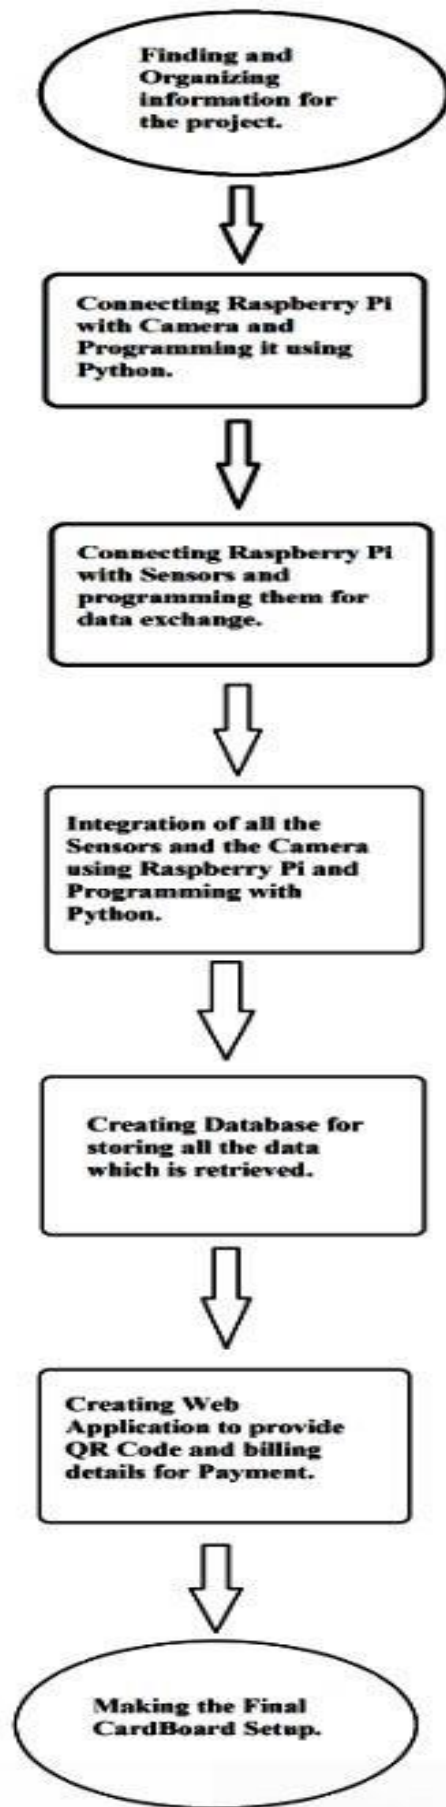 Finding and
Organizing
information for
the project.
Connecting Raspberry Pi
with Camera and
Programming it using
Python.
Connecting Raspberry Pi
with Sensors and
programming them for
data exchange.
Integration of all the
Sensors and the Camera
using Raspberry Pi and
Programming with
Python.
Creating Database for
storing all the data
which is retrieved.
Creating Web
Application to provide
QR Code and billing
details for Payment.
Making the Final
CardBoard Setup.